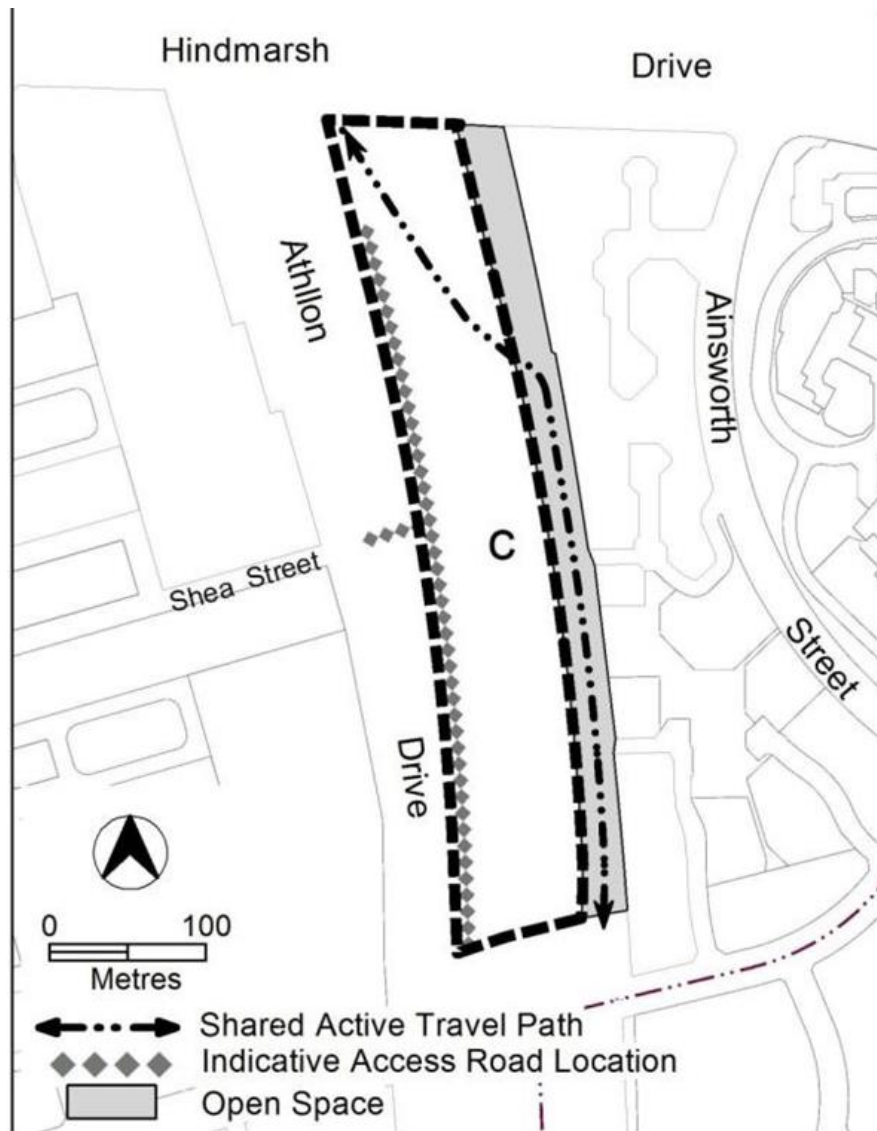 Hindmarsh Drive
Athllon
Ainsworth
C
Shea Street
Street
Drive
0 100
Metres
Shared Active Travel Path
Indicative Access Road Location
Open Space